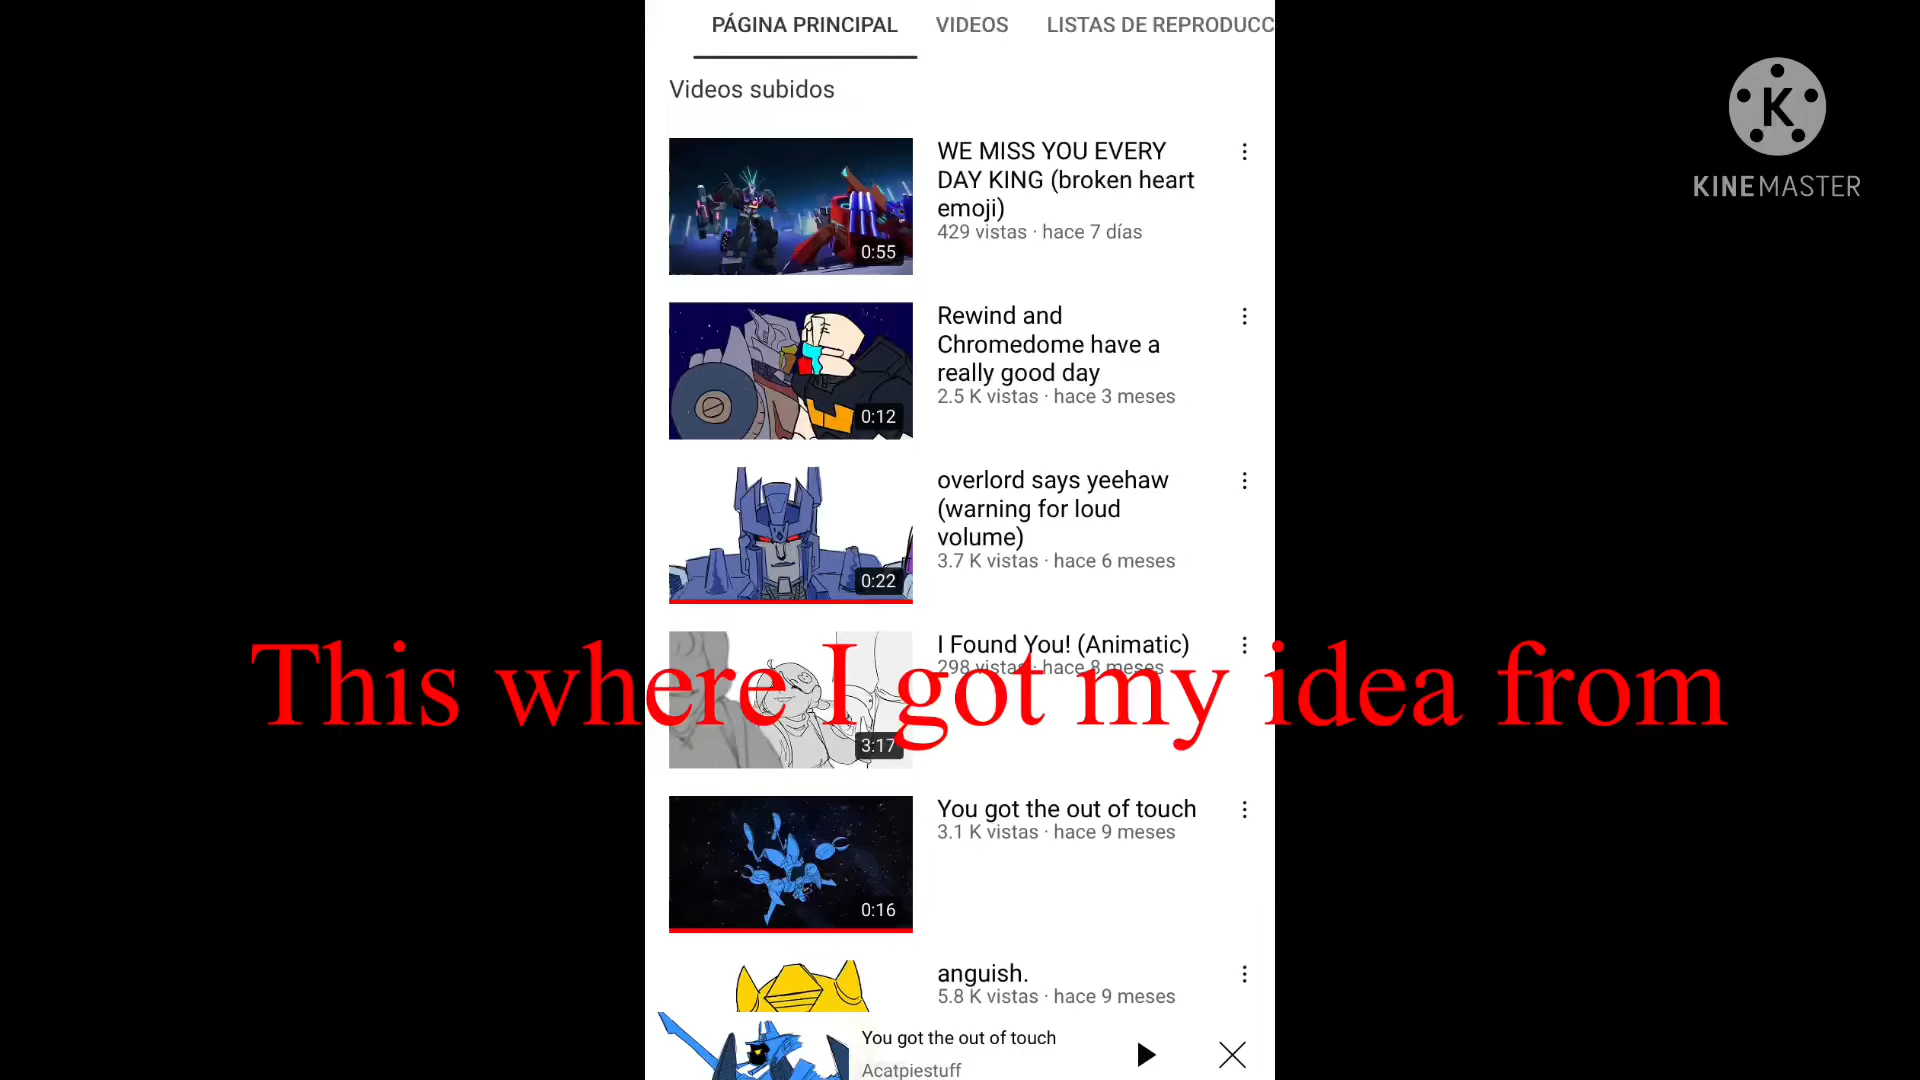 PÁGINA PRINCIPAL VIDEOS LISTAS DE REPRODUCC
Videos subidos
K
KINEMASTER
WE MISS YOU EVERY
DAY KING (broken heart
emoji)
429 vistas · hace 7 días
0:55
Rewind and
Chromedome have a
really good day
2.5 K vistas · hace 3 meses
0:12
overlord says yeehaw
(warning for loud
volume)
3.7 K vistas · hace 6 meses
0:22
I Found You! (Animatic)
298 vistas · hace 8 meses
This where I got my idea from
3:17
You got the out of touch
3.1 K vistas · hace 9 meses
0:16
anguish.
5.8 K vistas · hace 9 meses
You got the out of touch
Acatpiestuff